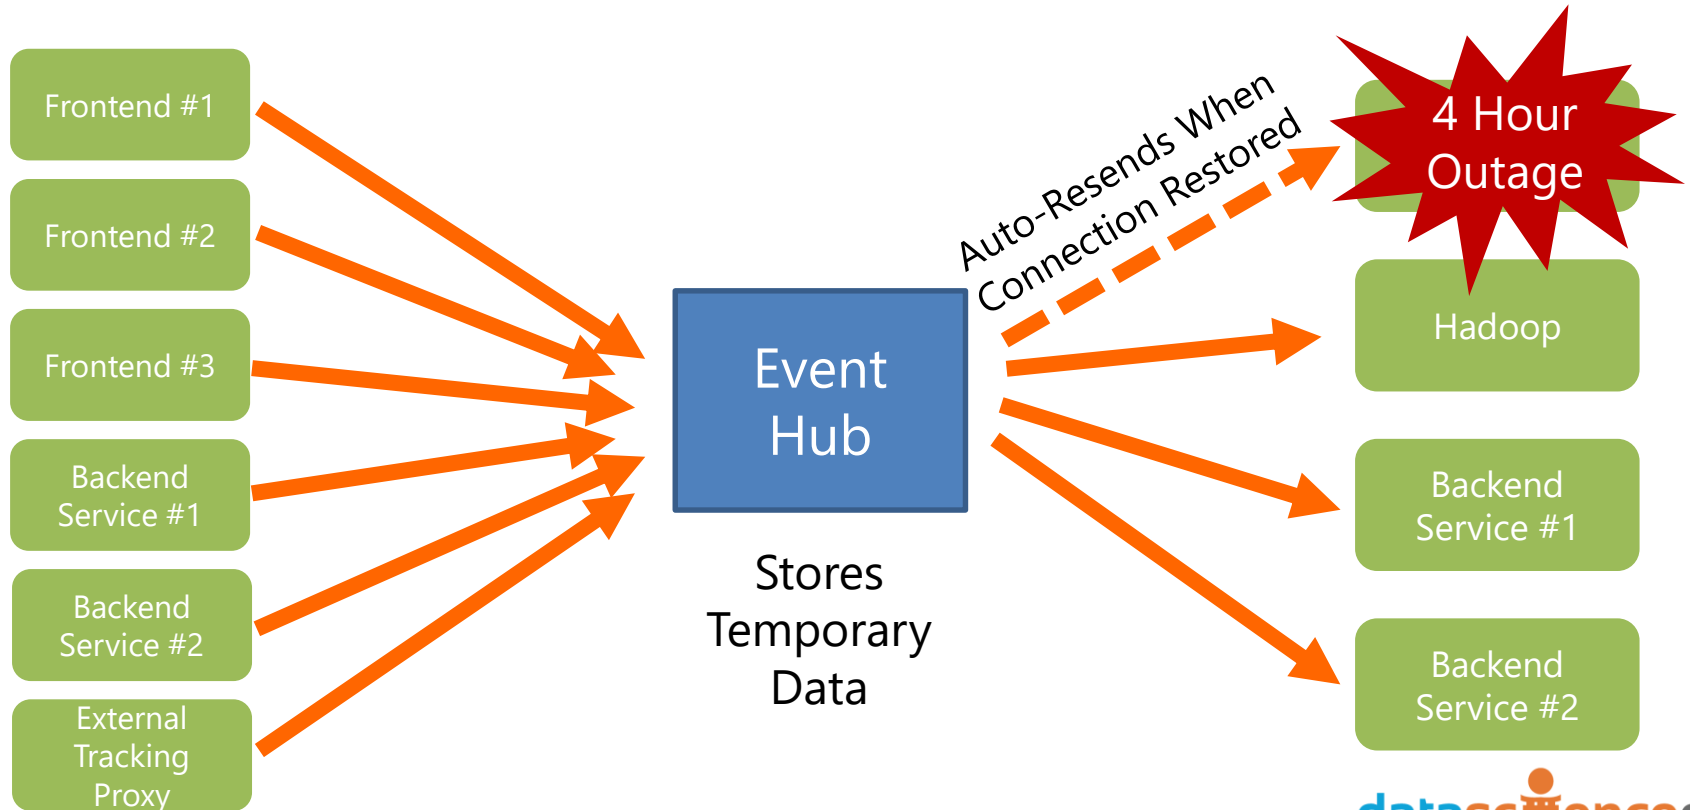 Frontend #1
Frontend #2
Frontend #3
Backend
Service #1
Backend
Service #2
External
Tracking
Proxy
Event
Hub
Stores
Temporary
Data
Auto-Resends When
Connection Restored
4 Hour
Outage
Hadoop
Backend
Service #1
Backend
Service #2